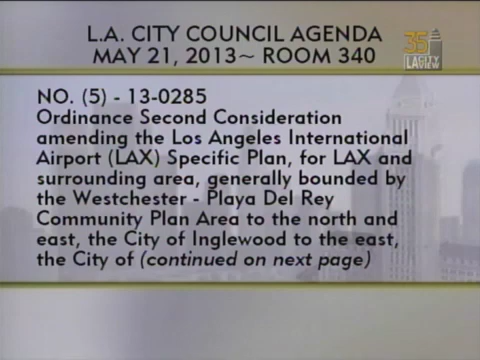 L.A. CITY COUNCIL AGENDA
MAY 21, 2013~ ROOM 340
35
LA CITY
VIEW
NO. (5) - 13-0285
Ordinance Second Consideration
amending the Los Angeles International
Airport (LAX) Specific Plan, for LAX and
surrounding area, generally bounded by
the Westchester - Playa Del Rey
Community Plan Area to the north and
east, the City of Inglewood to the east,
the City of (continued on next page)